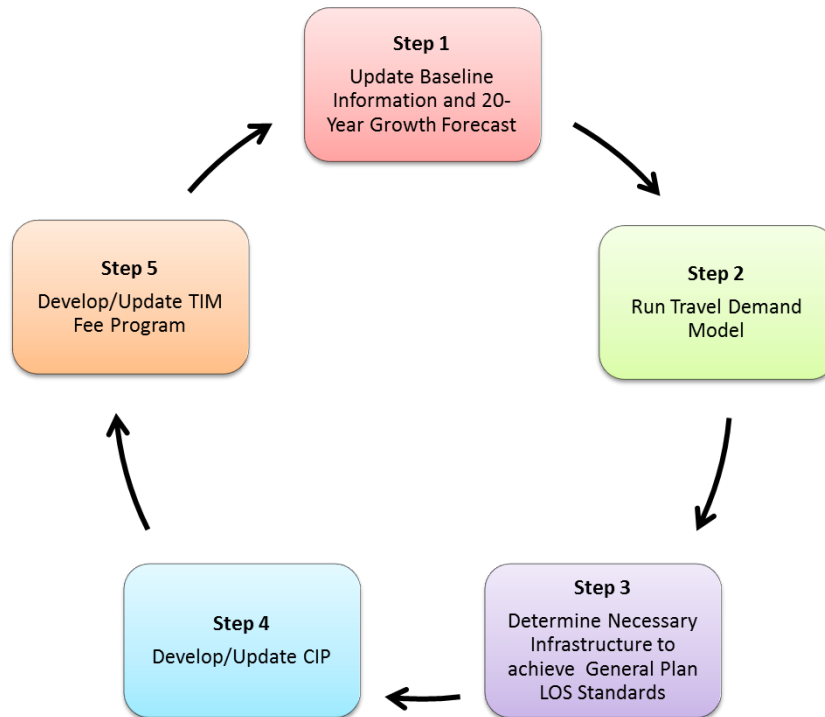 Step 1
Update Baseline
Information and 20-
Year Growth Forecast
Step 2
Run Travel Demand
Model
Step 3
Determine Necessary
Infrastructure to
achieve General Plan
LOS Standards
Step 4
Develop/Update CIP
Step 5
Develop/Update TIM
Fee Program